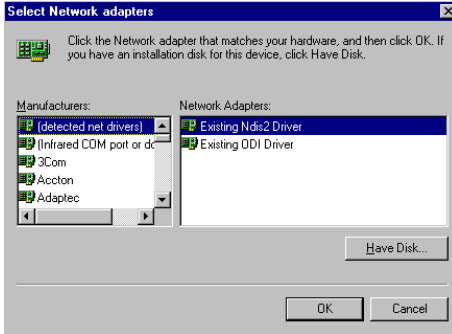 Select Network adapters
Click the Network adapter that matches your hardware, and then click OK. If
you have an installation disk for this device, click Have Disk.
Manufacturers:
(detected net drivers)
(Infrared COM port or dc
3Com
Accton
Adaptec
Network Adapters:
Existing Ndis2 Driver
Existing ODI Driver
Have Disk...
OK
Cancel